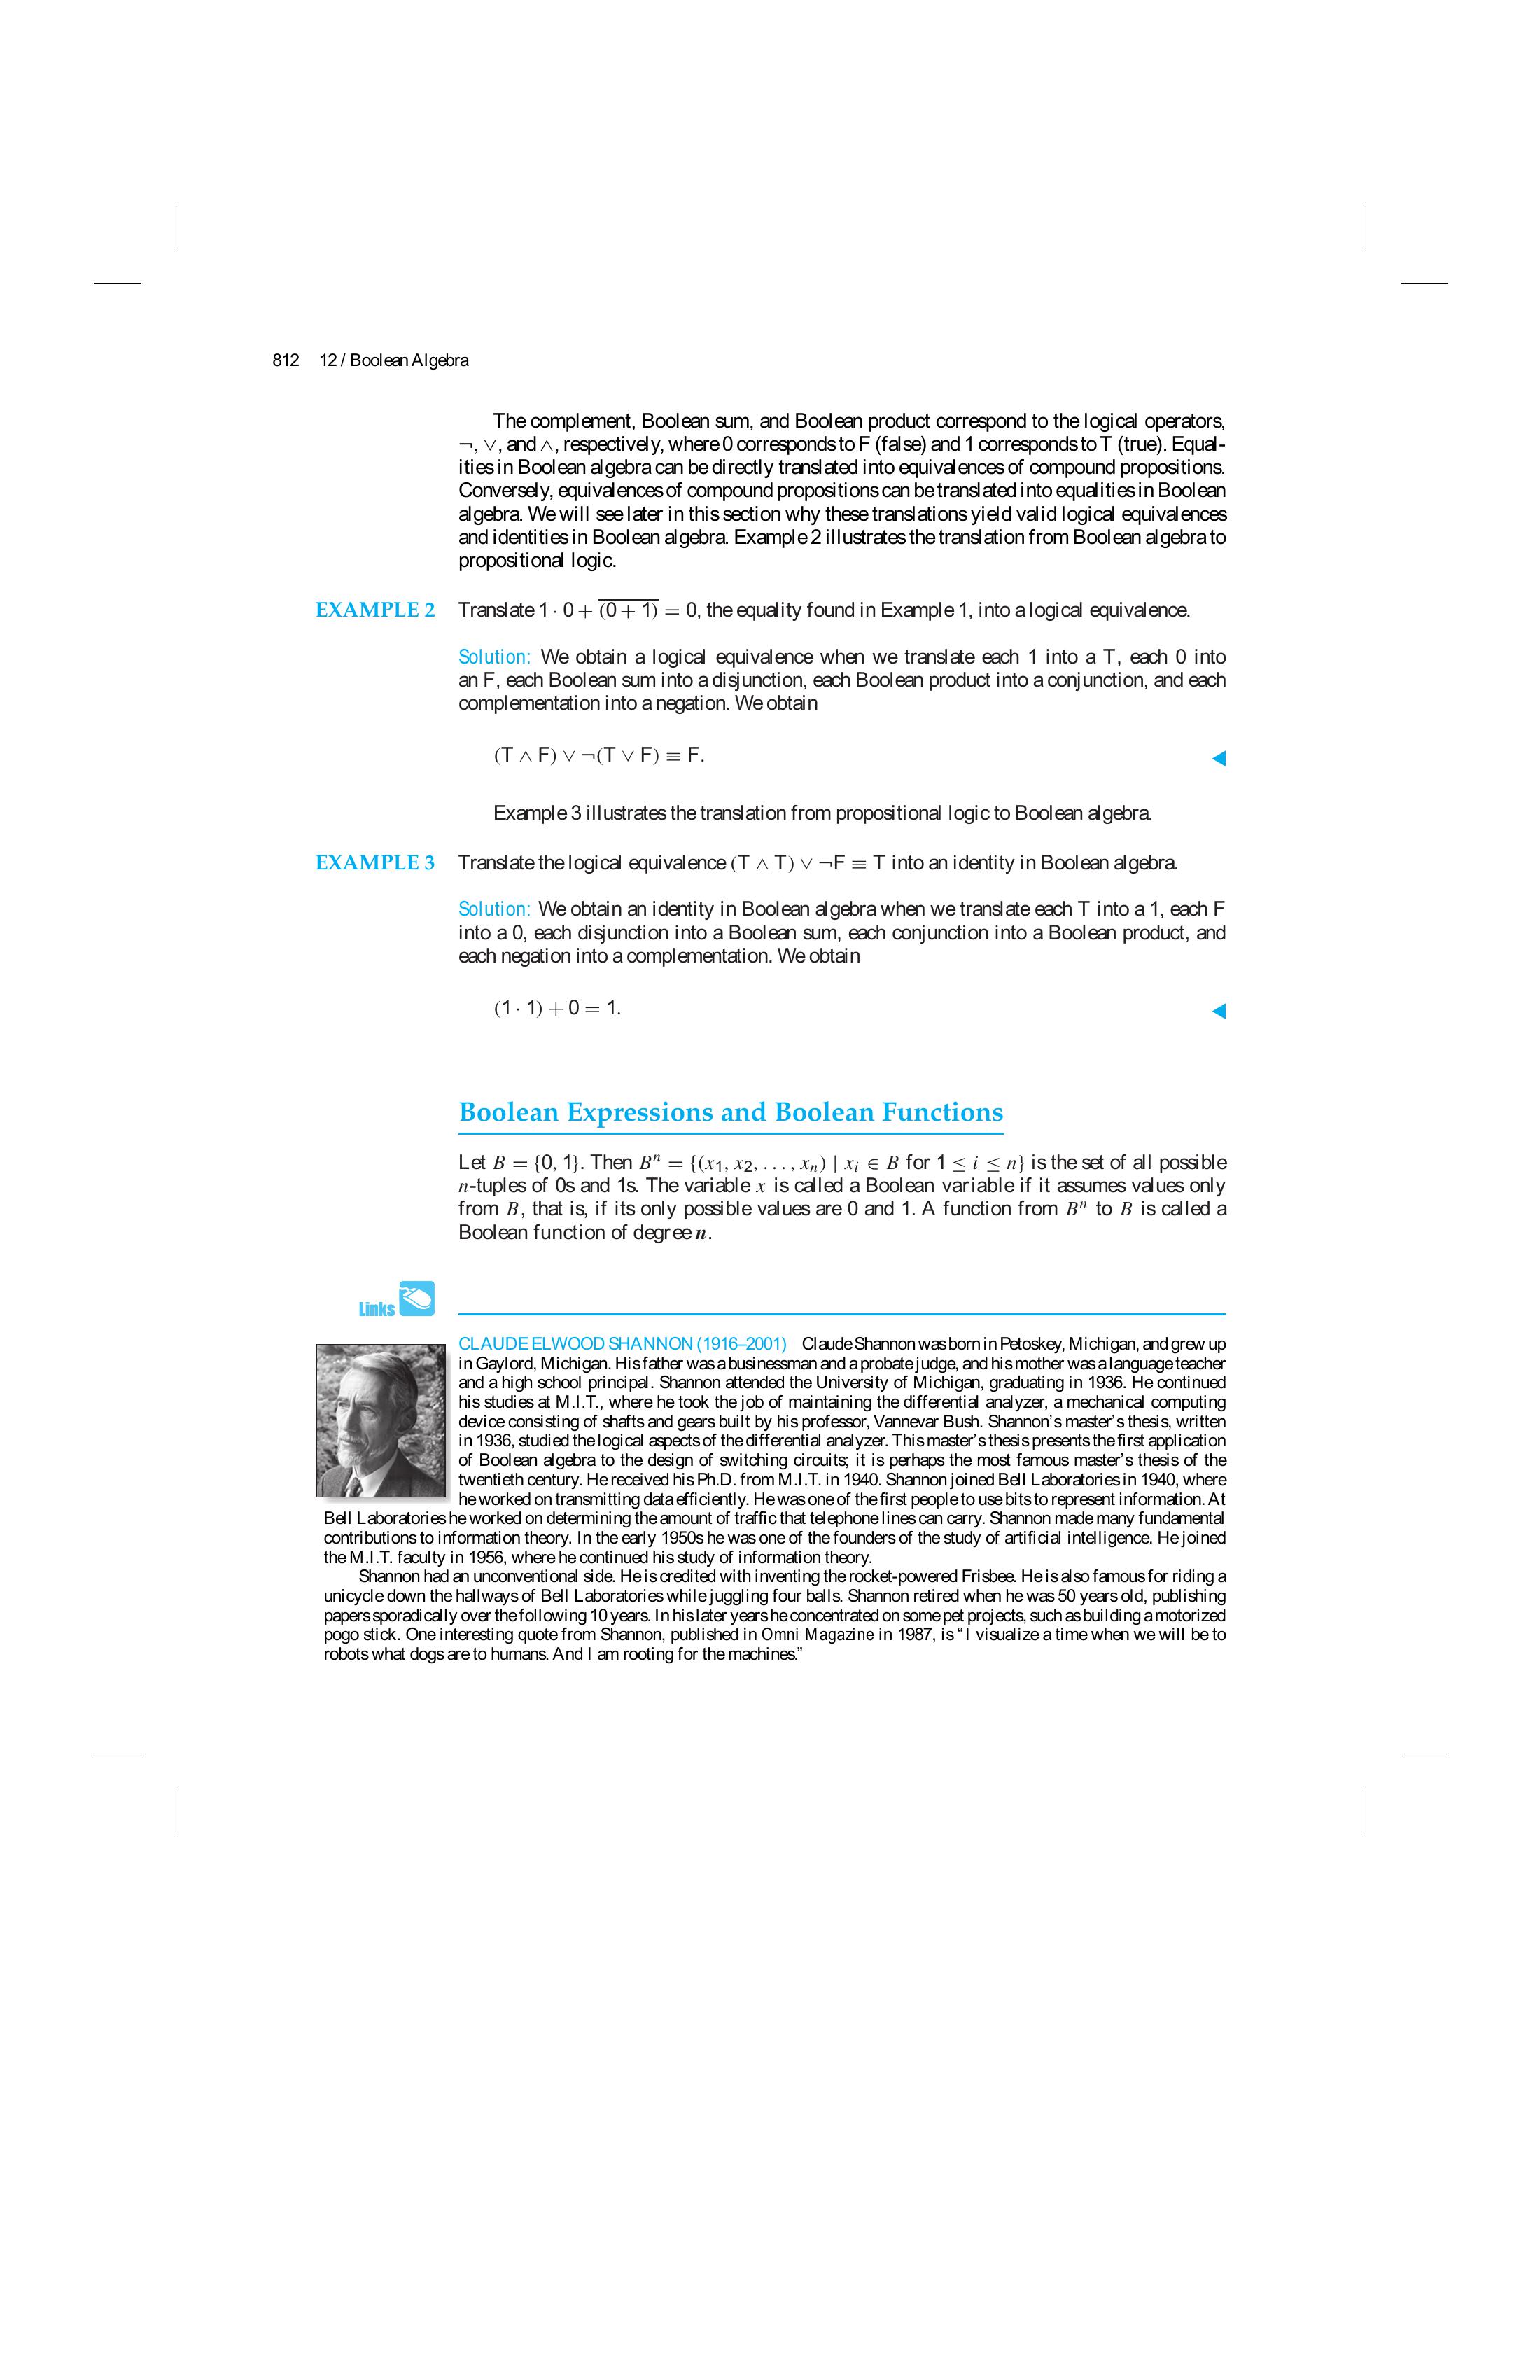 812 12 / Boolean Algebra
The complement, Boolean sum, and Boolean product correspond to the logical operators,
¬, ∨, and ∧, respectively, where 0 corresponds to F (false) and 1 corresponds to T (true). Equal-
ities in Boolean algebra can be directly translated into equivalences of compound propositions.
Conversely, equivalences of compound propositions can be translated into equalities in Boolean
algebra. We will see later in this section why these translations yield valid logical equivalences
and identities in Boolean algebra. Example 2 illustrates the translation from Boolean algebra to
propositional logic.
EXAMPLE 2 Translate 1 · 0 + \overline{(0 + 1)} = 0, the equality found in Example 1, into a logical equivalence.
Solution: We obtain a logical equivalence when we translate each 1 into a T, each 0 into
an F, each Boolean sum into a disjunction, each Boolean product into a conjunction, and each
complementation into a negation. We obtain
(T ∧ F) ∨ ¬(T ∨ F) ≡ F.
Example 3 illustrates the translation from propositional logic to Boolean algebra.
EXAMPLE 3 Translate the logical equivalence (T ∧ T) ∨ ¬F ≡ T into an identity in Boolean algebra.
Solution: We obtain an identity in Boolean algebra when we translate each T into a 1, each F
into a 0, each disjunction into a Boolean sum, each conjunction into a Boolean product, and
each negation into a complementation. We obtain
(1 · 1) + \overline{0} = 1.
Boolean Expressions and Boolean Functions
Let B = {0, 1}. Then Bⁿ = {(x₁, x₂, . . . , xₙ) | xᵢ ∈ B for 1 ≤ i ≤ n} is the set of all possible
n-tuples of 0s and 1s. The variable x is called a Boolean variable if it assumes values only
from B, that is, if its only possible values are 0 and 1. A function from Bⁿ to B is called a
Boolean function of degree n.
Links
CLAUDE ELWOOD SHANNON (1916–2001) Claude Shannon was born in Petoskey, Michigan, and grew up
in Gaylord, Michigan. His father was a businessman and a probate judge, and his mother was a language teacher
and a high school principal. Shannon attended the University of Michigan, graduating in 1936. He continued
his studies at M.I.T., where he took the job of maintaining the differential analyzer, a mechanical computing
device consisting of shafts and gears built by his professor, Vannevar Bush. Shannon's master's thesis, written
in 1936, studied the logical aspects of the differential analyzer. This master's thesis presents the first application
of Boolean algebra to the design of switching circuits; it is perhaps the most famous master's thesis of the
twentieth century. He received his Ph.D. from M.I.T. in 1940. Shannon joined Bell Laboratories in 1940, where
he worked on transmitting data efficiently. He was one of the first people to use bits to represent information. At
Bell Laboratories he worked on determining the amount of traffic that telephone lines can carry. Shannon made many fundamental
contributions to information theory. In the early 1950s he was one of the founders of the study of artificial intelligence. He joined
the M.I.T. faculty in 1956, where he continued his study of information theory.
Shannon had an unconventional side. He is credited with inventing the rocket-powered Frisbee. He is also famous for riding a
unicycle down the hallways of Bell Laboratories while juggling four balls. Shannon retired when he was 50 years old, publishing
papers sporadically over the following 10 years. In his later years he concentrated on some pet projects, such as building a motorized
pogo stick. One interesting quote from Shannon, published in Omni Magazine in 1987, is “I visualize a time when we will be to
robots what dogs are to humans. And I am rooting for the machines.”